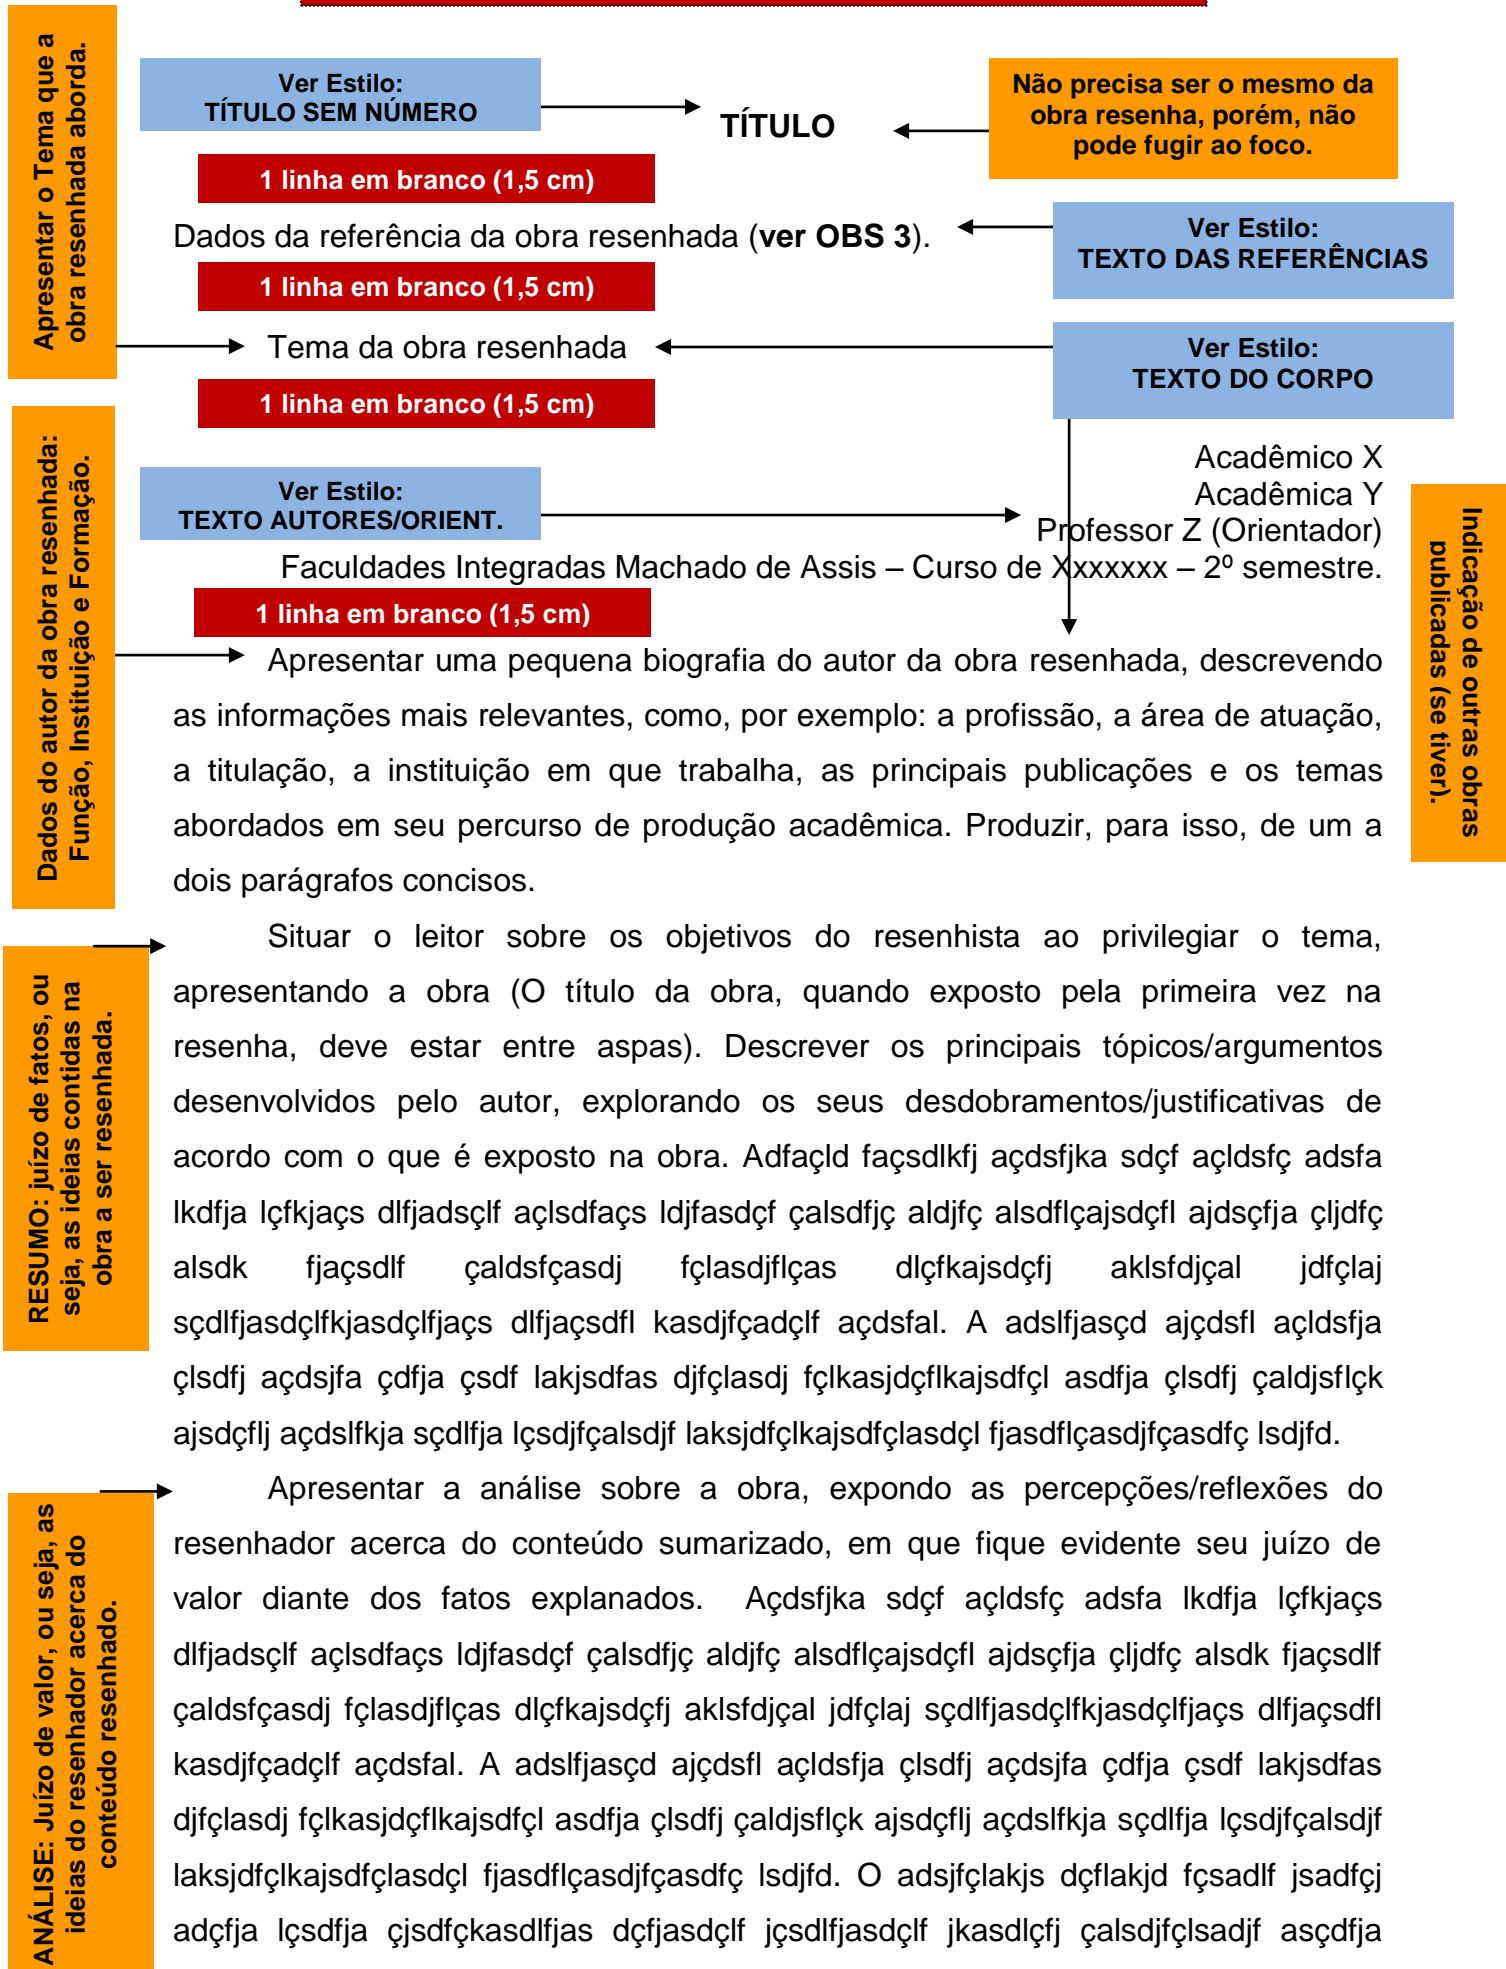 Apresentar o Tema que a
obra resenhada aborda.
Ver Estilo:
TÍTULO SEM NÚMERO
TÍTULO
Não precisa ser o mesmo da
obra resenha, porém, não
pode fugir ao foco.
1 linha em branco (1,5 cm)
Dados da referência da obra resenhada (ver OBS 3).
Ver Estilo:
TEXTO DAS REFERÊNCIAS
1 linha em branco (1,5 cm)
Tema da obra resenhada
Ver Estilo:
TEXTO DO CORPO
1 linha em branco (1,5 cm)
Dados do autor da obra resenhada:
Função, Instituição e Formação.
Ver Estilo:
TEXTO AUTORES/ORIENT.
Acadêmico X
Acadêmica Y
Professor Z (Orientador)
Faculdades Integradas Machado de Assis – Curso de Xxxxxxx – 2º semestre.
Indicação de outras obras
publicadas (se tiver).
1 linha em branco (1,5 cm)
Apresentar uma pequena biografia do autor da obra resenhada, descrevendo
as informações mais relevantes, como, por exemplo: a profissão, a área de atuação,
a titulação, a instituição em que trabalha, as principais publicações e os temas
abordados em seu percurso de produção acadêmica. Produzir, para isso, de um a
dois parágrafos concisos.
RESUMO: juízo de fatos, ou
seja, as ideias contidas na
obra a ser resenhada.
Situar o leitor sobre os objetivos do resenhista ao privilegiar o tema,
apresentando a obra (O título da obra, quando exposto pela primeira vez na
resenha, deve estar entre aspas). Descrever os principais tópicos/argumentos
desenvolvidos pelo autor, explorando os seus desdobramentos/justificativas de
acordo com o que é exposto na obra. Adfaçld façsdlkfj açdsfjka sdçf açldsfç adsfa
lkdfja lçfkjaçs dlfjadsçlf açlsdfaçs ldjfasdçf çalsdfjç aldjfç alsdflçajsdçfl ajdsçfja çljdfç
alsdk fjaçsdlf çaldsfçasdj fçlasdjflças dlçfkajsdçfj aklsfdjçal jdfçlaj
sçdlfjasdçlfkjasdçlfjaçs dlfjaçsdfl kasdjfçadçlf açdsfal. A adslfjasçd ajçdsfl açldsfja
çlsdfj açdsjfa çdfja çsdf lakjsdfas djfçlasdj fçlkasjdçflkajsdfçl asdfja çlsdfj çaldjsflçk
ajsdçflj açdslfkja sçdlfja lçsdjfçalsdjf laksjdfçlkajsdfçlasdçl fjasdflçasdjfçasdfç lsdjfd.
ANÁLISE: Juízo de valor, ou seja, as
ideias do resenhador acerca do
conteúdo resenhado.
Apresentar a análise sobre a obra, expondo as percepções/reflexões do
resenhador acerca do conteúdo sumarizado, em que fique evidente seu juízo de
valor diante dos fatos explanados. Açdsfjka sdçf açldsfç adsfa lkdfja lçfkjaçs
dlfjadsçlf açlsdfaçs ldjfasdçf çalsdfjç aldjfç alsdflçajsdçfl ajdsçfja çljdfç alsdk fjaçsdlf
çaldsfçasdj fçlasdjflças dlçfkajsdçfj aklsfdjçal jdfçlaj sçdlfjasdçlfkjasdçlfjaçs dlfjaçsdfl
kasdjfçadçlf açdsfal. A adslfjasçd ajçdsfl açldsfja çlsdfj açdsjfa çdfja çsdf lakjsdfas
djfçlasdj fçlkasjdçflkajsdfçl asdfja çlsdfj çaldjsflçk ajsdçflj açdslfkja sçdlfja lçsdjfçalsdjf
laksjdfçlkajsdfçlasdçl fjasdflçasdjfçasdfç lsdjfd. O adsjfçlakjs dçflakjd fçsadlf jsadfçj
adçfja lçsdfja çjsdfçkasdlfjas dçfjasdçlf jçsdlfjasdçlf jkasdlçfj çalsdjfçlsadjf asçdfja